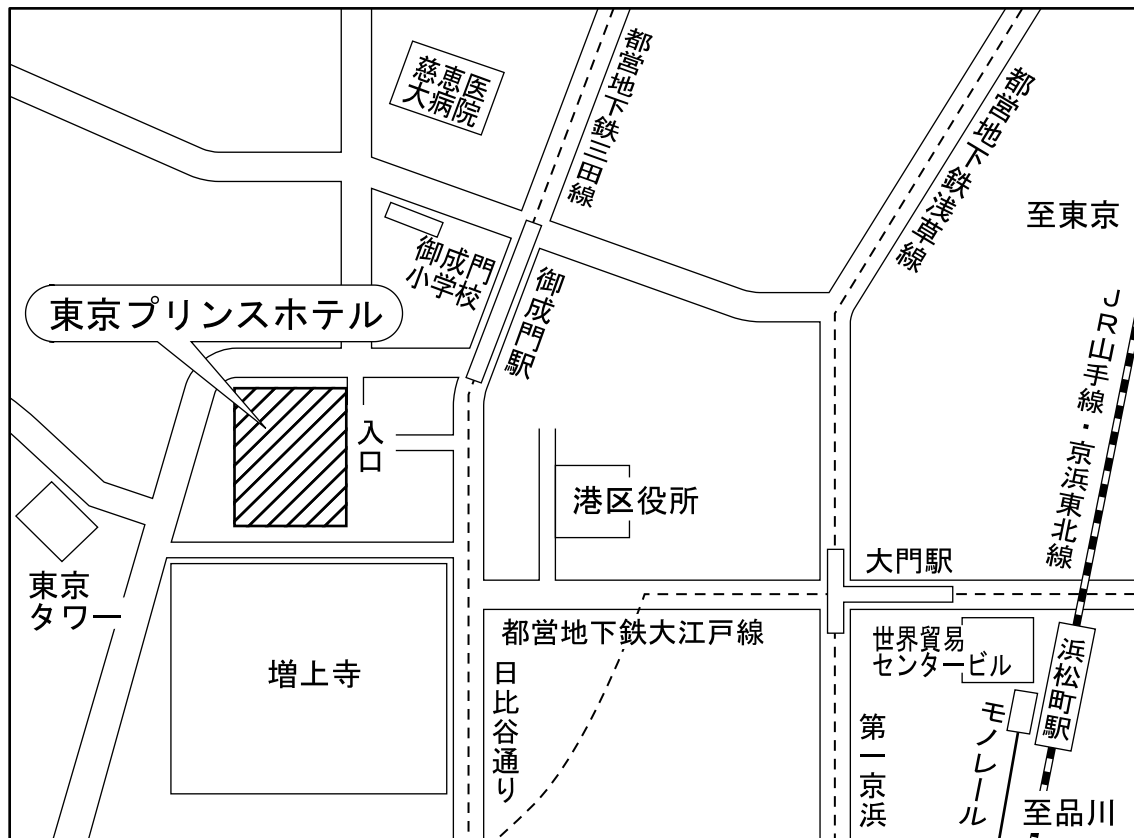 慈恵医
大病院
都営地下鉄三田線
都営地下鉄浅草線
至東京
御成門
小学校
御成門駅
東京プリンスホテル
JR山手線・京浜東北線
入口
港区役所
東京
タワー
大門駅
都営地下鉄大江戸線
世界貿易
センタービル
浜松町駅
増上寺
日比谷通り
第一京浜
モノレール
至品川